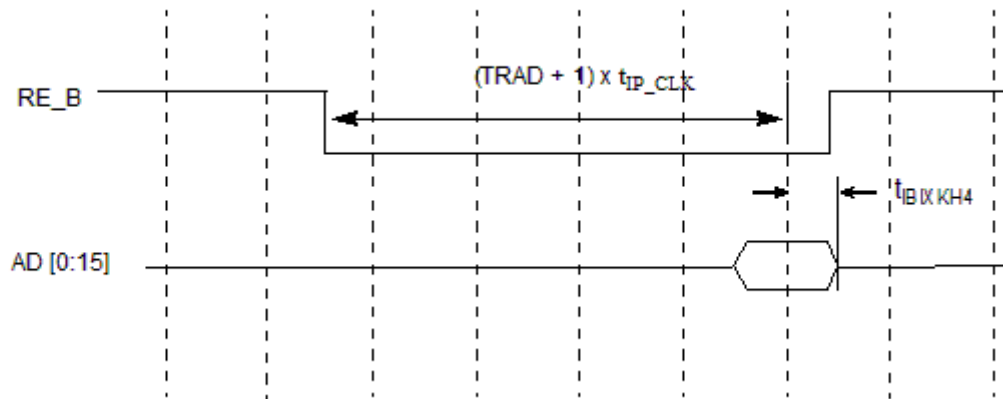 (TRAD + 1) x tIP_CLK
RE_B
tIBIXKH4
AD [0:15]